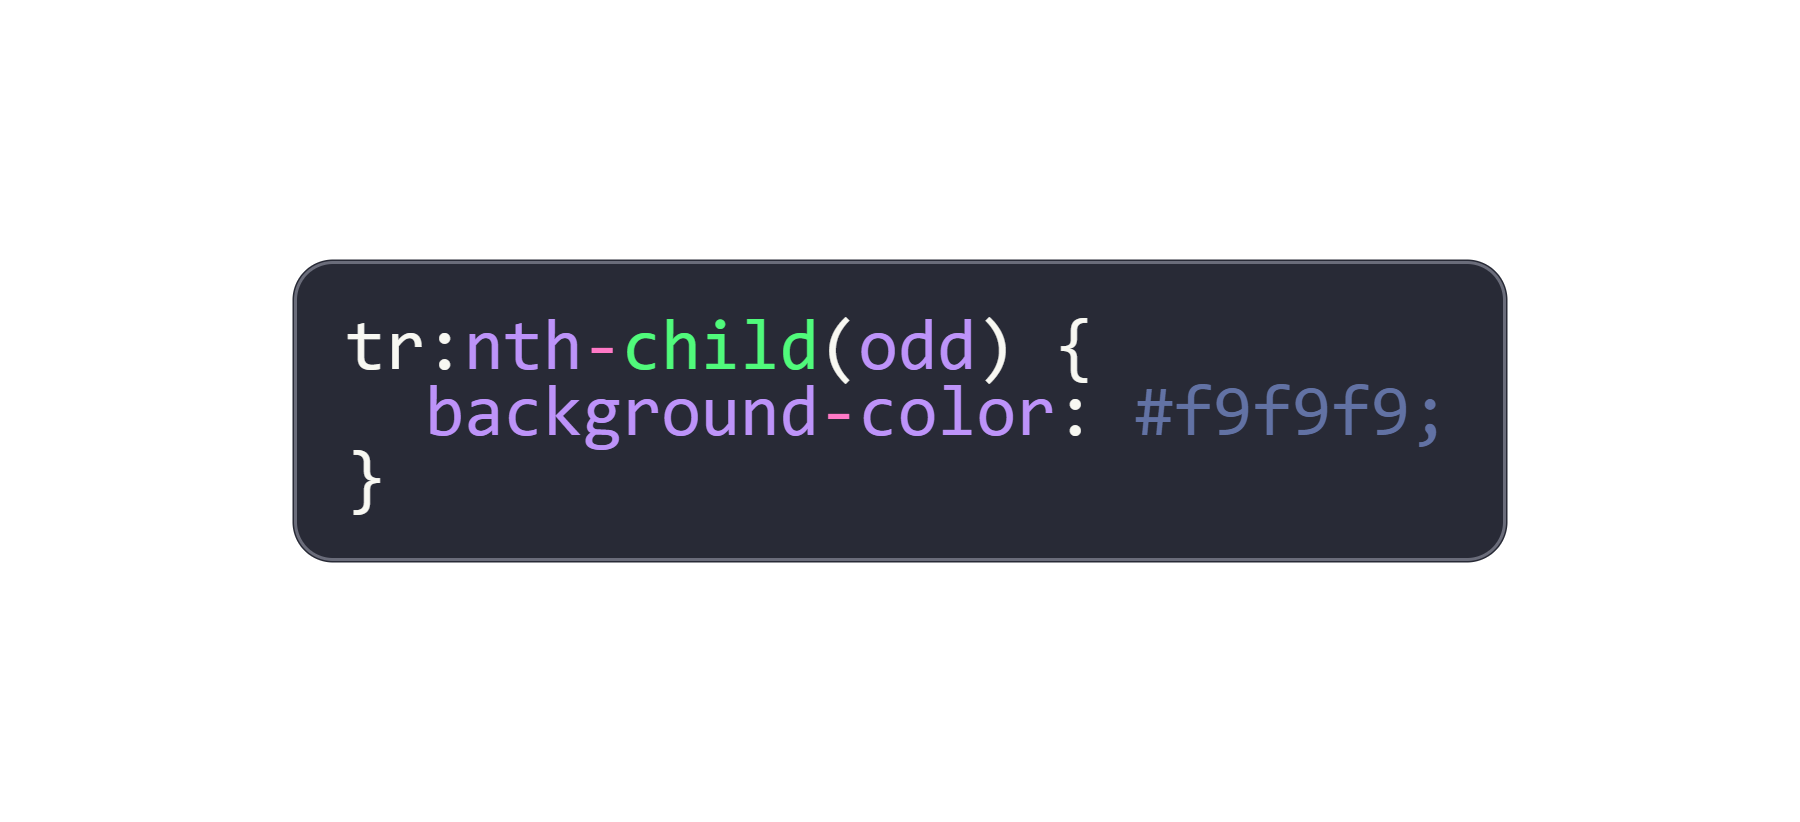 tr:nth-child(odd) {
  background-color: #f9f9f9;
}